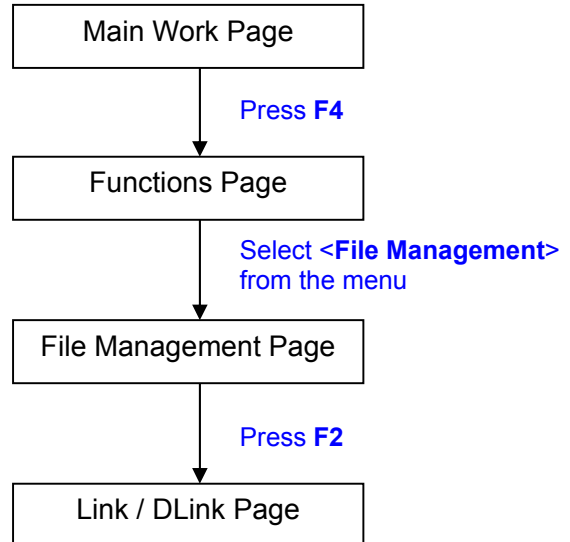 Main Work Page
Press F4
Functions Page
Select <File Management>
from the menu
File Management Page
Press F2
Link / DLink Page